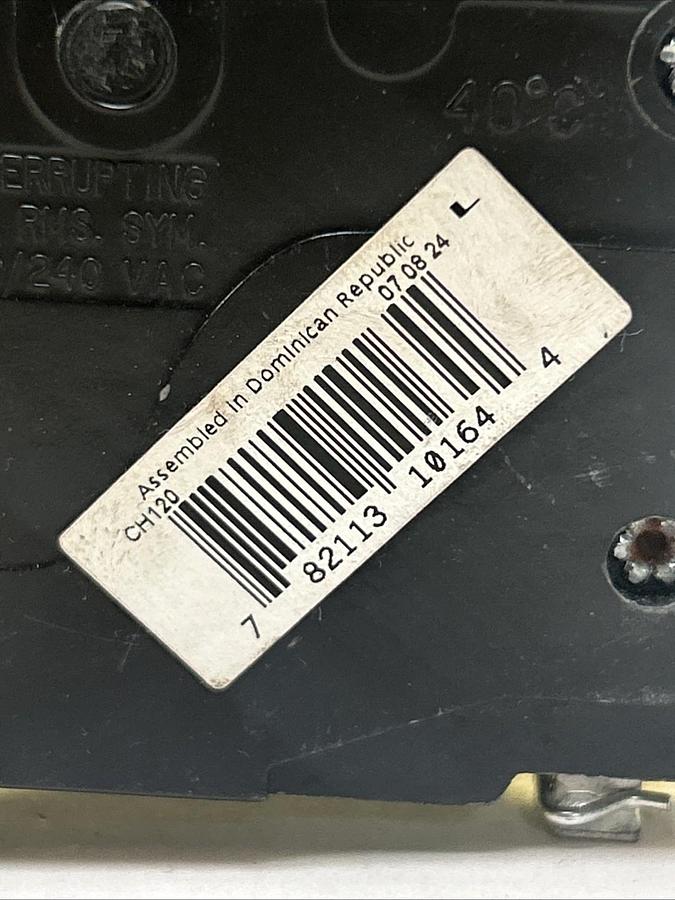 40°C
ERRUPTING
RMS. SYM.
/240 VAC
L
Assembled in Dominican Republic
CH120 07 08 24
7 82113 10164 4